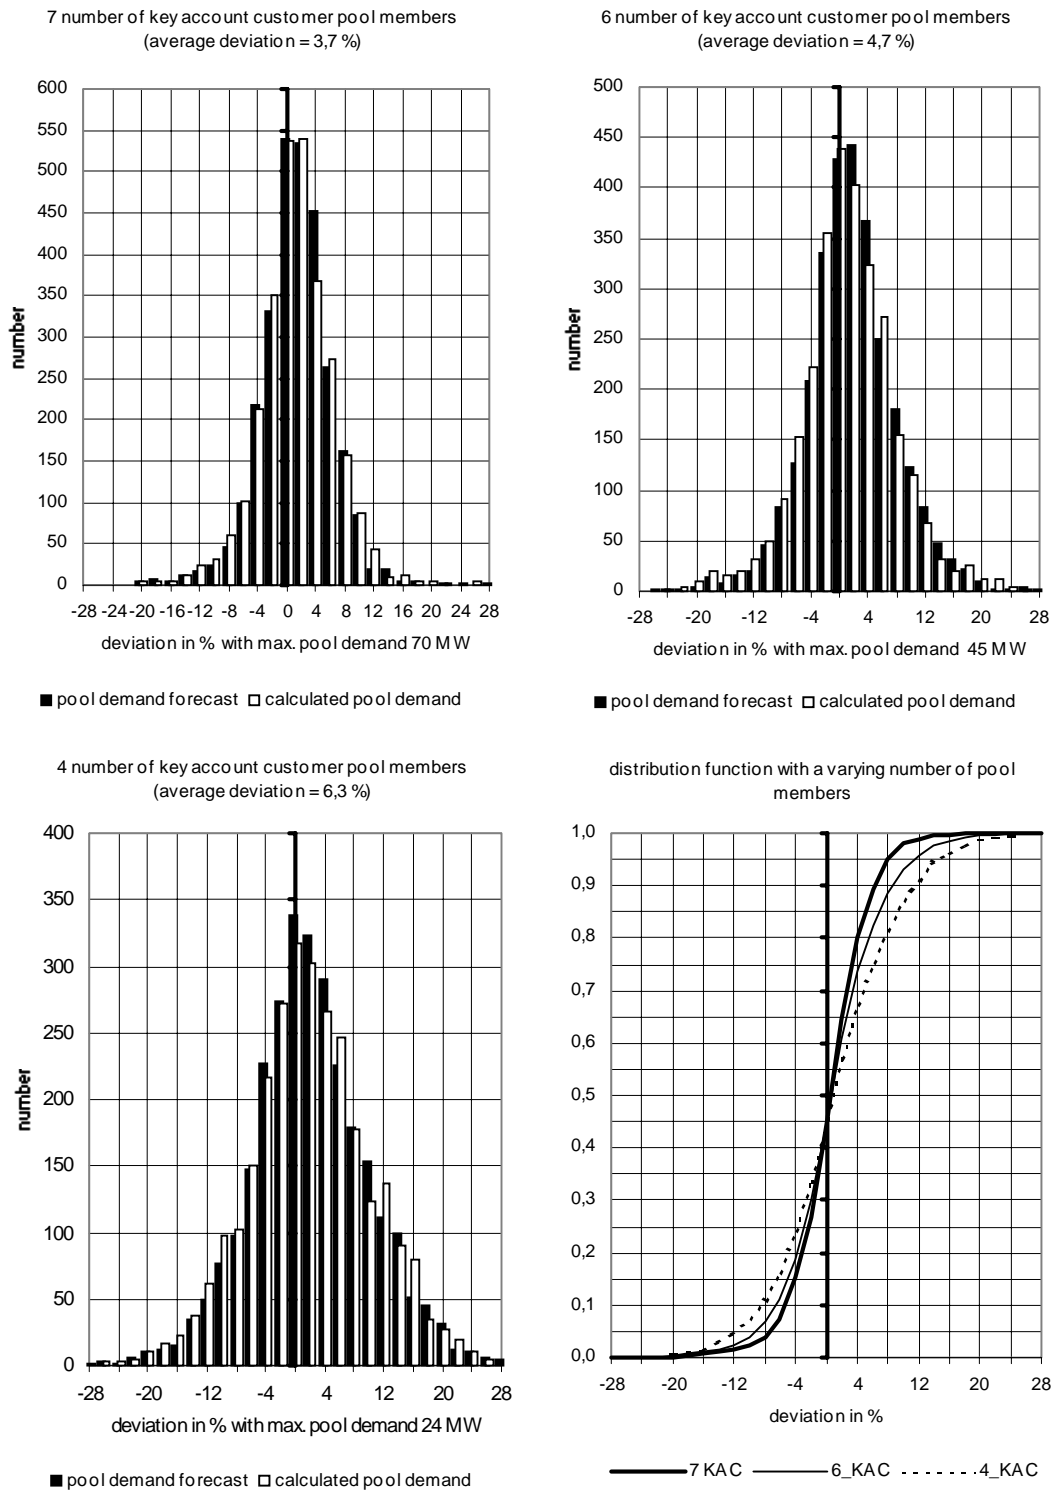 7 number of key account customer pool members
(average deviation = 3,7 %)
600
550
500
450
400
350
300
250
200
150
100
50
0
number
-28 -24 -20 -16 -12 -8 -4 0 4 8 12 16 20 24 28
deviation in % with max. pool demand 70 MW
pool demand forecast calculated pool demand
6 number of key account customer pool members
(average deviation = 4,7 %)
500
450
400
350
300
250
200
150
100
50
0
number
-28 -20 -12 -4 4 12 20 28
deviation in % with max. pool demand 45 MW
pool demand forecast calculated pool demand
4 number of key account customer pool members
(average deviation = 6,3 %)
400
350
300
250
200
150
100
50
0
number
-28 -20 -12 -4 4 12 20 28
deviation in % with max. pool demand 24 MW
pool demand forecast calculated pool demand
distribution function with a varying number of pool
members
1,0
0,9
0,8
0,7
0,6
0,5
0,4
0,3
0,2
0,1
0,0
-28 -20 -12 -4 4 12 20 28
deviation in %
7 KAC 6_KAC 4_KAC